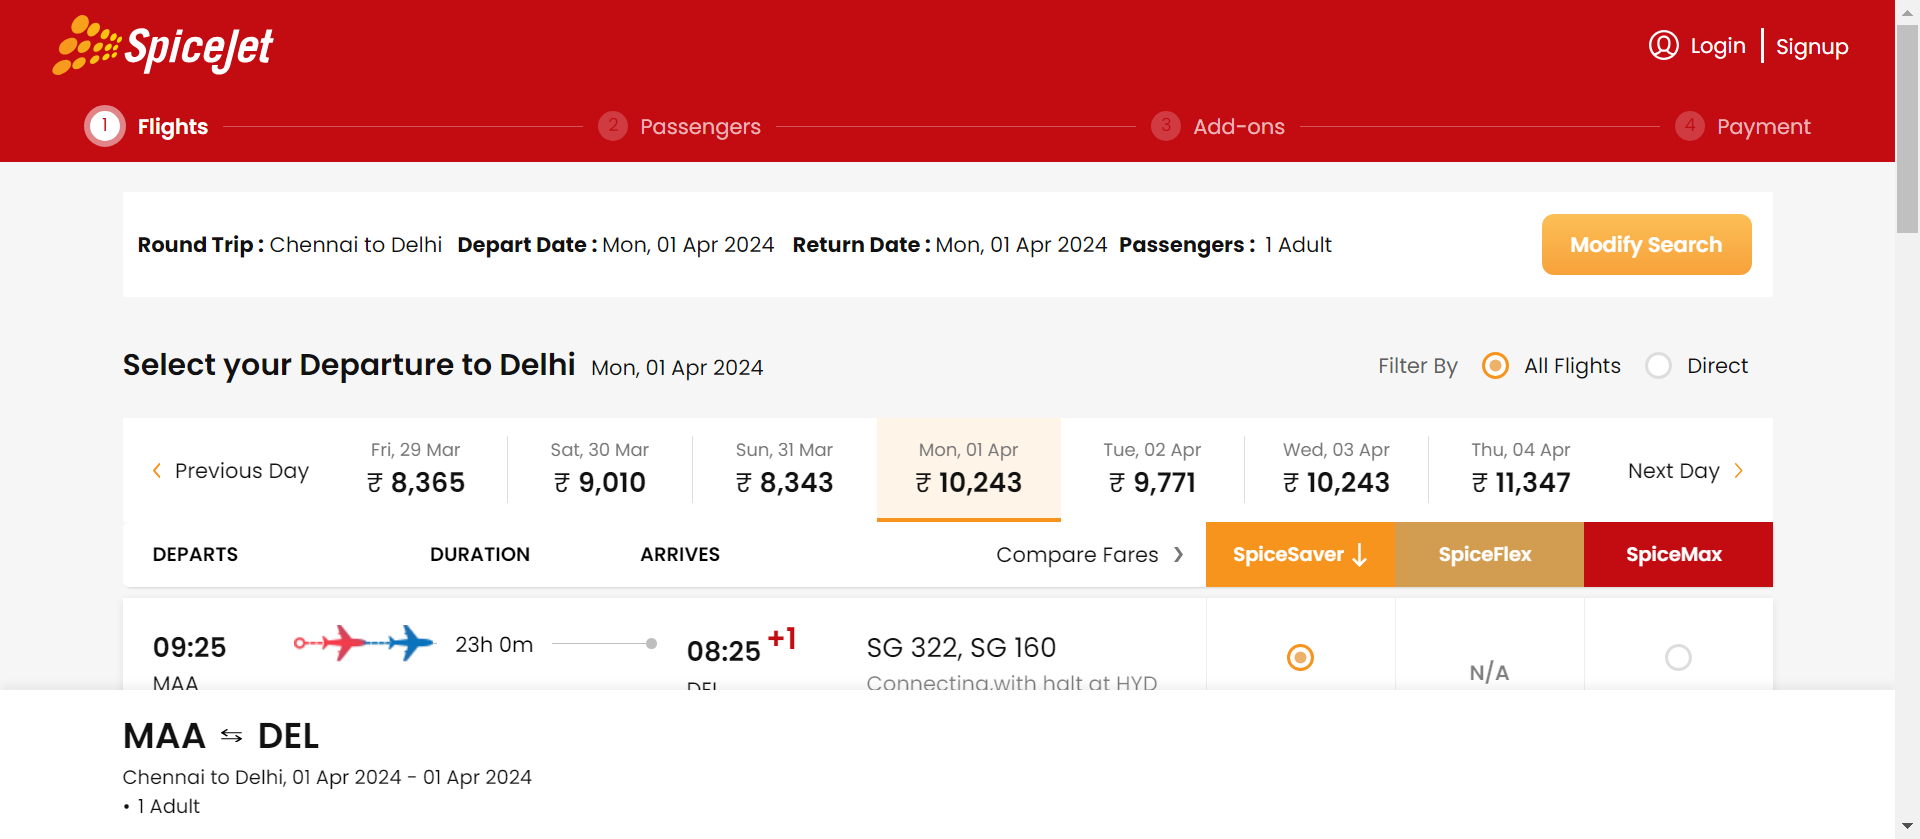 SpiceJet
Login Signup
1 Flights 2 Passengers 3 Add-ons 4 Payment
Round Trip : Chennai to Delhi Depart Date : Mon, 01 Apr 2024 Return Date : Mon, 01 Apr 2024 Passengers : 1 Adult Modify Search
Select your Departure to Delhi Mon, 01 Apr 2024 Filter By All Flights Direct
Fri, 29 Mar Sat, 30 Mar Sun, 31 Mar Mon, 01 Apr Tue, 02 Apr Wed, 03 Apr Thu, 04 Apr
Previous Day ₹ 8,365 ₹ 9,010 ₹ 8,343 ₹ 10,243 ₹ 9,771 ₹ 10,243 ₹ 11,347 Next Day
DEPARTS DURATION ARRIVES Compare Fares SpiceSaver SpiceFlex SpiceMax
09:25 23h 0m 08:25 +1 SG 322, SG 160
MAA DEL Connecting,with halt at HYD N/A
MAA DEL
Chennai to Delhi, 01 Apr 2024 - 01 Apr 2024
• 1 Adult